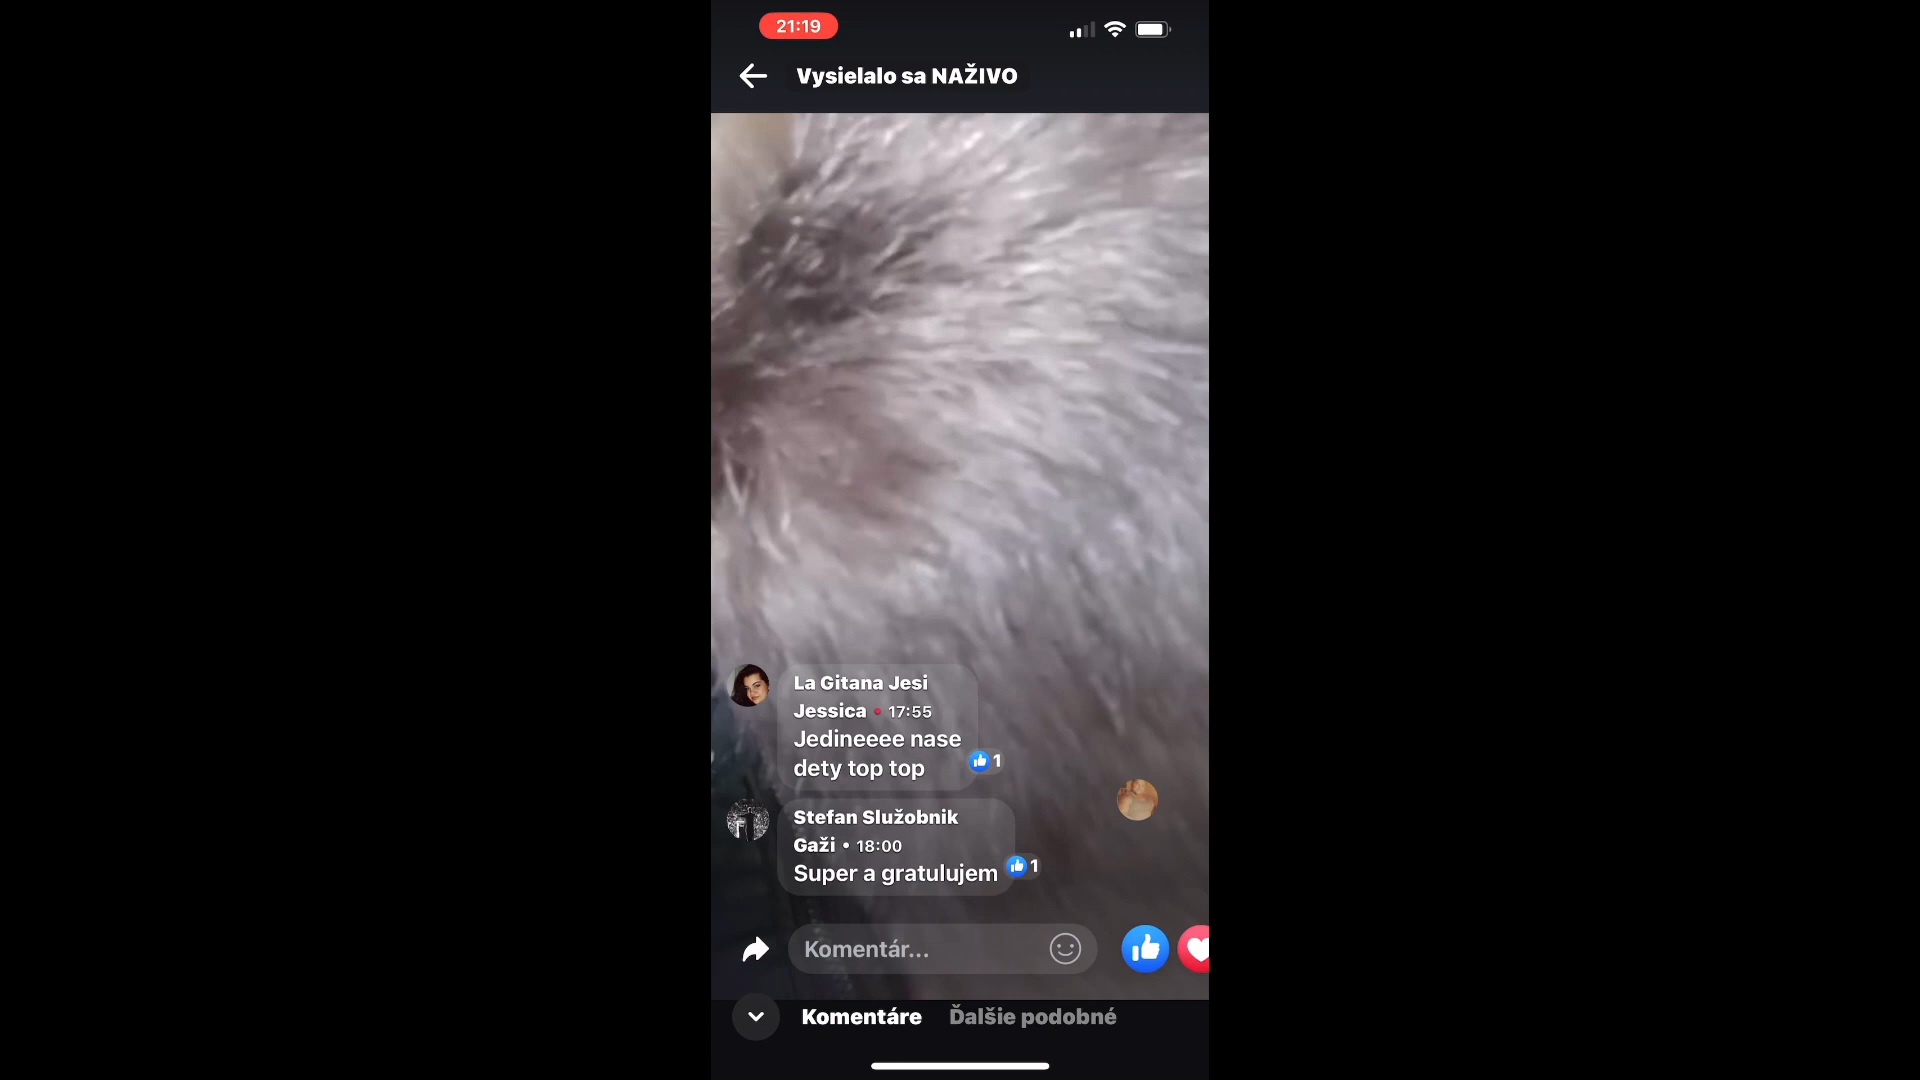 21:19
Vysielalo sa NAŽIVO
La Gitana Jesi
Jessica • 17:55
Jedineeee nase
dety top top
1
Stefan Služobnik
Gaži • 18:00
Super a gratulujem
1
Komentár...
Komentáre
Ďalšie podobné